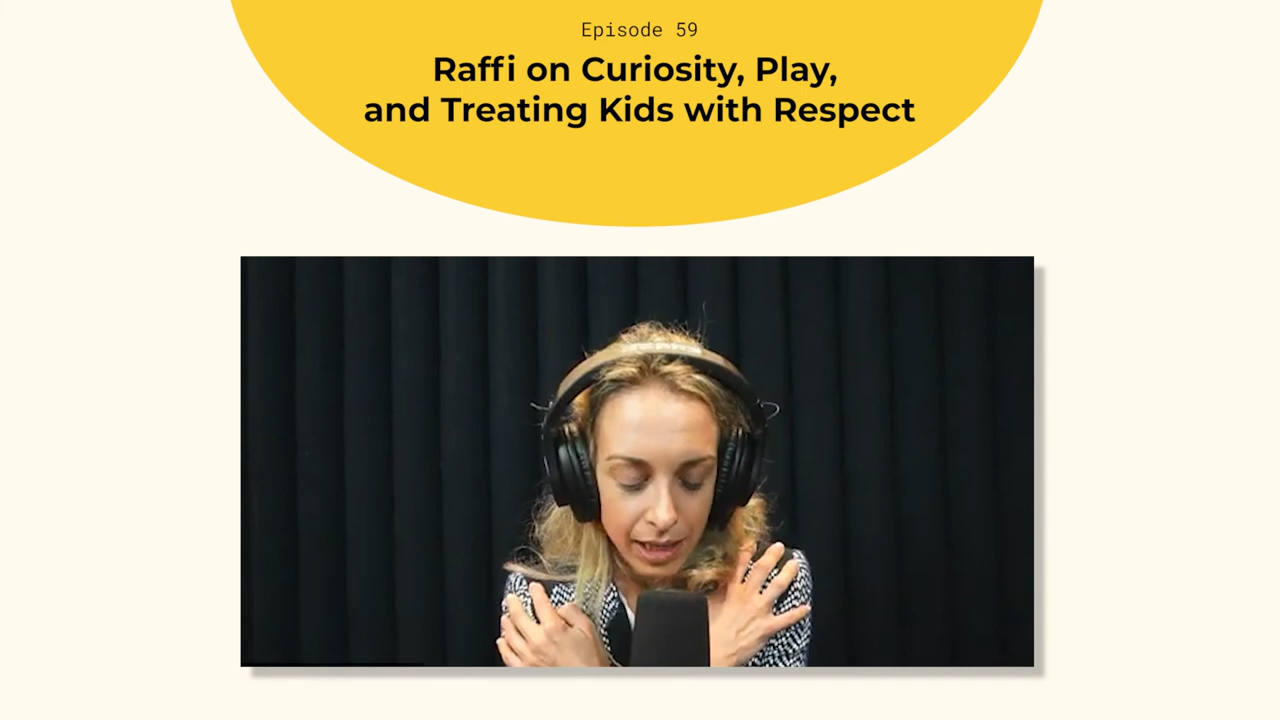 Episode 59
Raffi on Curiosity, Play,
and Treating Kids with Respect